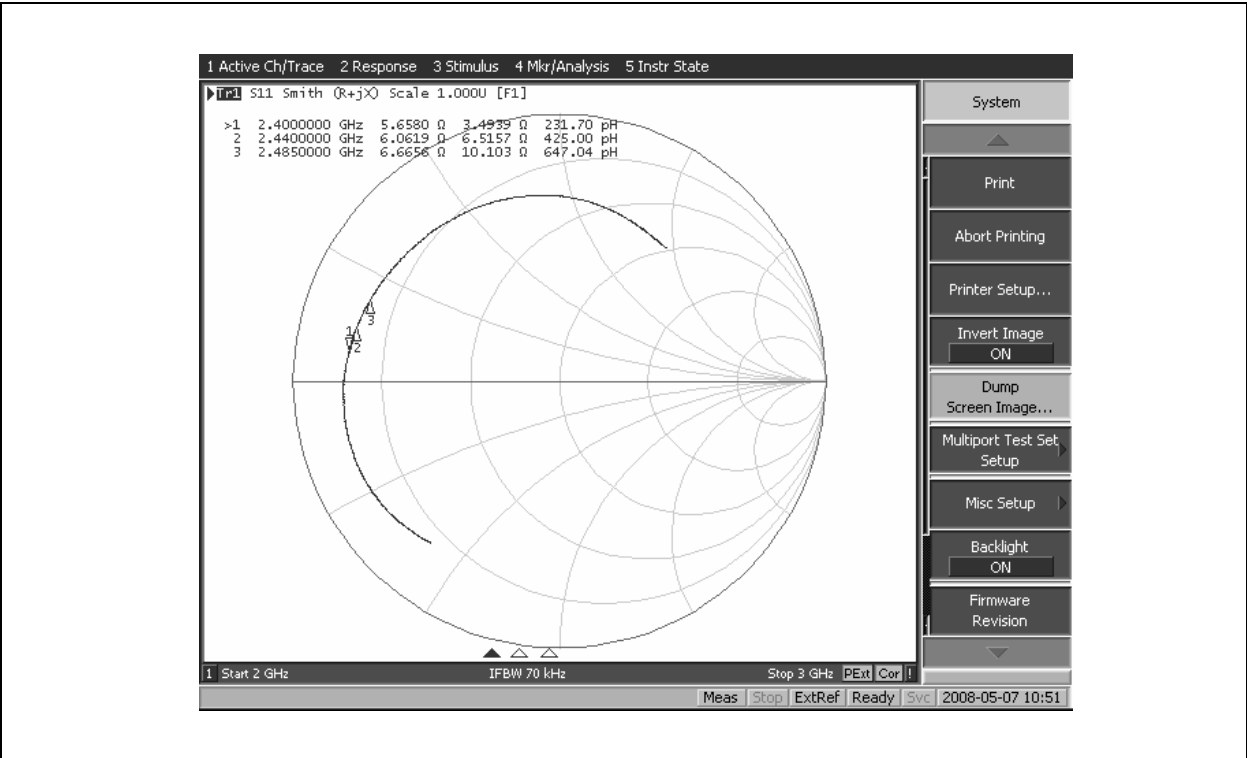 1 Active Ch/Trace 2 Response 3 Stimulus 4 Mkr/Analysis 5 Instr State
Tr1 S11 Smith (R+jX) Scale 1.000U [F1]
>1 2.4000000 GHz 5.6580 Ω 3.4939 Ω 231.70 pH
2 2.4400000 GHz 6.0619 Ω 6.5157 Ω 425.00 pH
3 2.4850000 GHz 6.6656 Ω 10.103 Ω 647.04 pH
1
2
3
System
Print
Abort Printing
Printer Setup...
Invert Image
ON
Dump
Screen Image...
Multiport Test Set
Setup
Misc Setup
Backlight
ON
Firmware
Revision
1 Start 2 GHz IFBW 70 kHz Stop 3 GHz PExt Cor !
Meas Stop ExtRef Ready Svc 2008-05-07 10:51